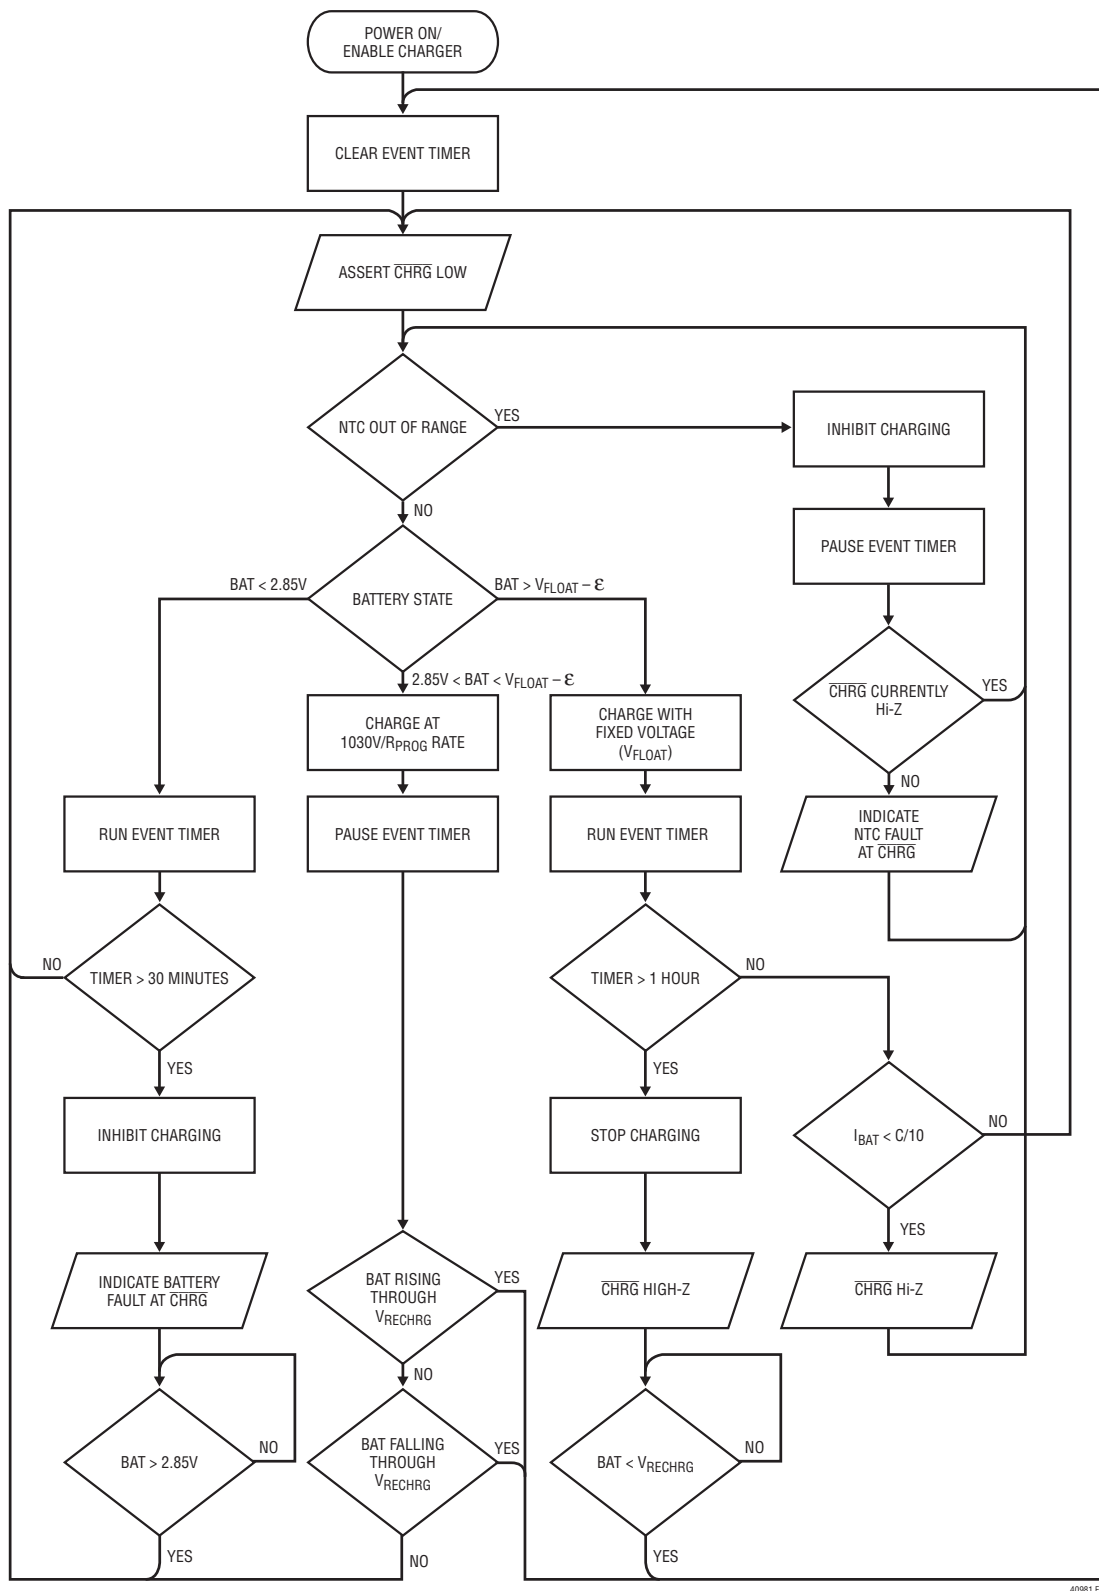 POWER ON/
ENABLE CHARGER
CLEAR EVENT TIMER
ASSERT CHRG LOW
NTC OUT OF RANGE
YES
NO
INHIBIT CHARGING
PAUSE EVENT TIMER
CHRG CURRENTLY
Hi-Z
YES
NO
INDICATE
NTC FAULT
AT CHRG
BATTERY STATE
BAT < 2.85V
BAT > VFLOAT – ε
2.85V < BAT < VFLOAT – ε
CHARGE AT
1030V/RPROG RATE
CHARGE WITH
FIXED VOLTAGE
(VFLOAT)
RUN EVENT TIMER
PAUSE EVENT TIMER
RUN EVENT TIMER
NO
TIMER > 30 MINUTES
YES
TIMER > 1 HOUR
NO
YES
INHIBIT CHARGING
STOP CHARGING
IBAT < C/10
NO
YES
INDICATE BATTERY
FAULT AT CHRG
BAT RISING
THROUGH
VRECHRG
YES
NO
CHRG HIGH-Z
CHRG Hi-Z
BAT > 2.85V
NO
YES
BAT FALLING
THROUGH
VRECHRG
YES
NO
BAT < VRECHRG
NO
YES